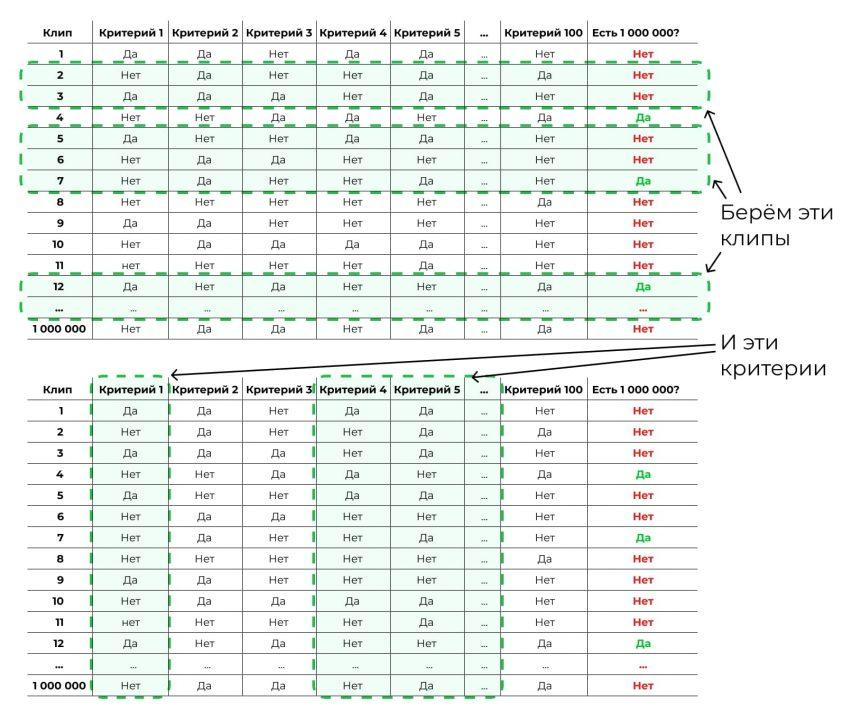 Клип Критерий 1 Критерий 2 Критерий 3 Критерий 4 Критерий 5 ... Критерий 100 Есть 1 000 000?
1 Да Да Нет Да Да ... Нет Нет
2 Нет Да Нет Нет Да ... Да Нет
3 Да Да Да Нет Да ... Нет Нет
4 Нет Нет Да Да Нет ... Да Да
5 Да Нет Нет Да Да ... Нет Нет
6 Нет Да Да Нет Нет ... Нет Нет
7 Нет Да Нет Нет Да ... Нет Да
8 Нет Нет Нет Нет Нет ... Да Нет
9 Да Да Нет Нет Нет ... Нет Нет
10 Нет Да Да Да Да ... Нет Нет
11 нет Нет Нет Нет Да ... Нет Нет
12 Да Нет Да Нет Нет ... Да Да
... ... ... ... ... ... ... ... ...
1 000 000 Нет Да Да Нет Да ... Да Нет
Берём эти
клипы
И эти
критерии
Клип Критерий 1 Критерий 2 Критерий 3 Критерий 4 Критерий 5 ... Критерий 100 Есть 1 000 000?
1 Да Да Нет Да Да ... Нет Нет
2 Нет Да Нет Нет Да ... Да Нет
3 Да Да Да Нет Да ... Нет Нет
4 Нет Нет Да Да Нет ... Да Да
5 Да Нет Нет Да Да ... Нет Нет
6 Нет Да Да Нет Нет ... Нет Нет
7 Нет Да Нет Нет Да ... Нет Да
8 Нет Нет Нет Нет Нет ... Да Нет
9 Да Да Нет Нет Нет ... Нет Нет
10 Нет Да Да Да Да ... Нет Нет
11 нет Нет Нет Нет Да ... Нет Нет
12 Да Нет Да Нет Нет ... Да Да
... ... ... ... ... ... ... ... ...
1 000 000 Нет Да Да Нет Да ... Да Нет